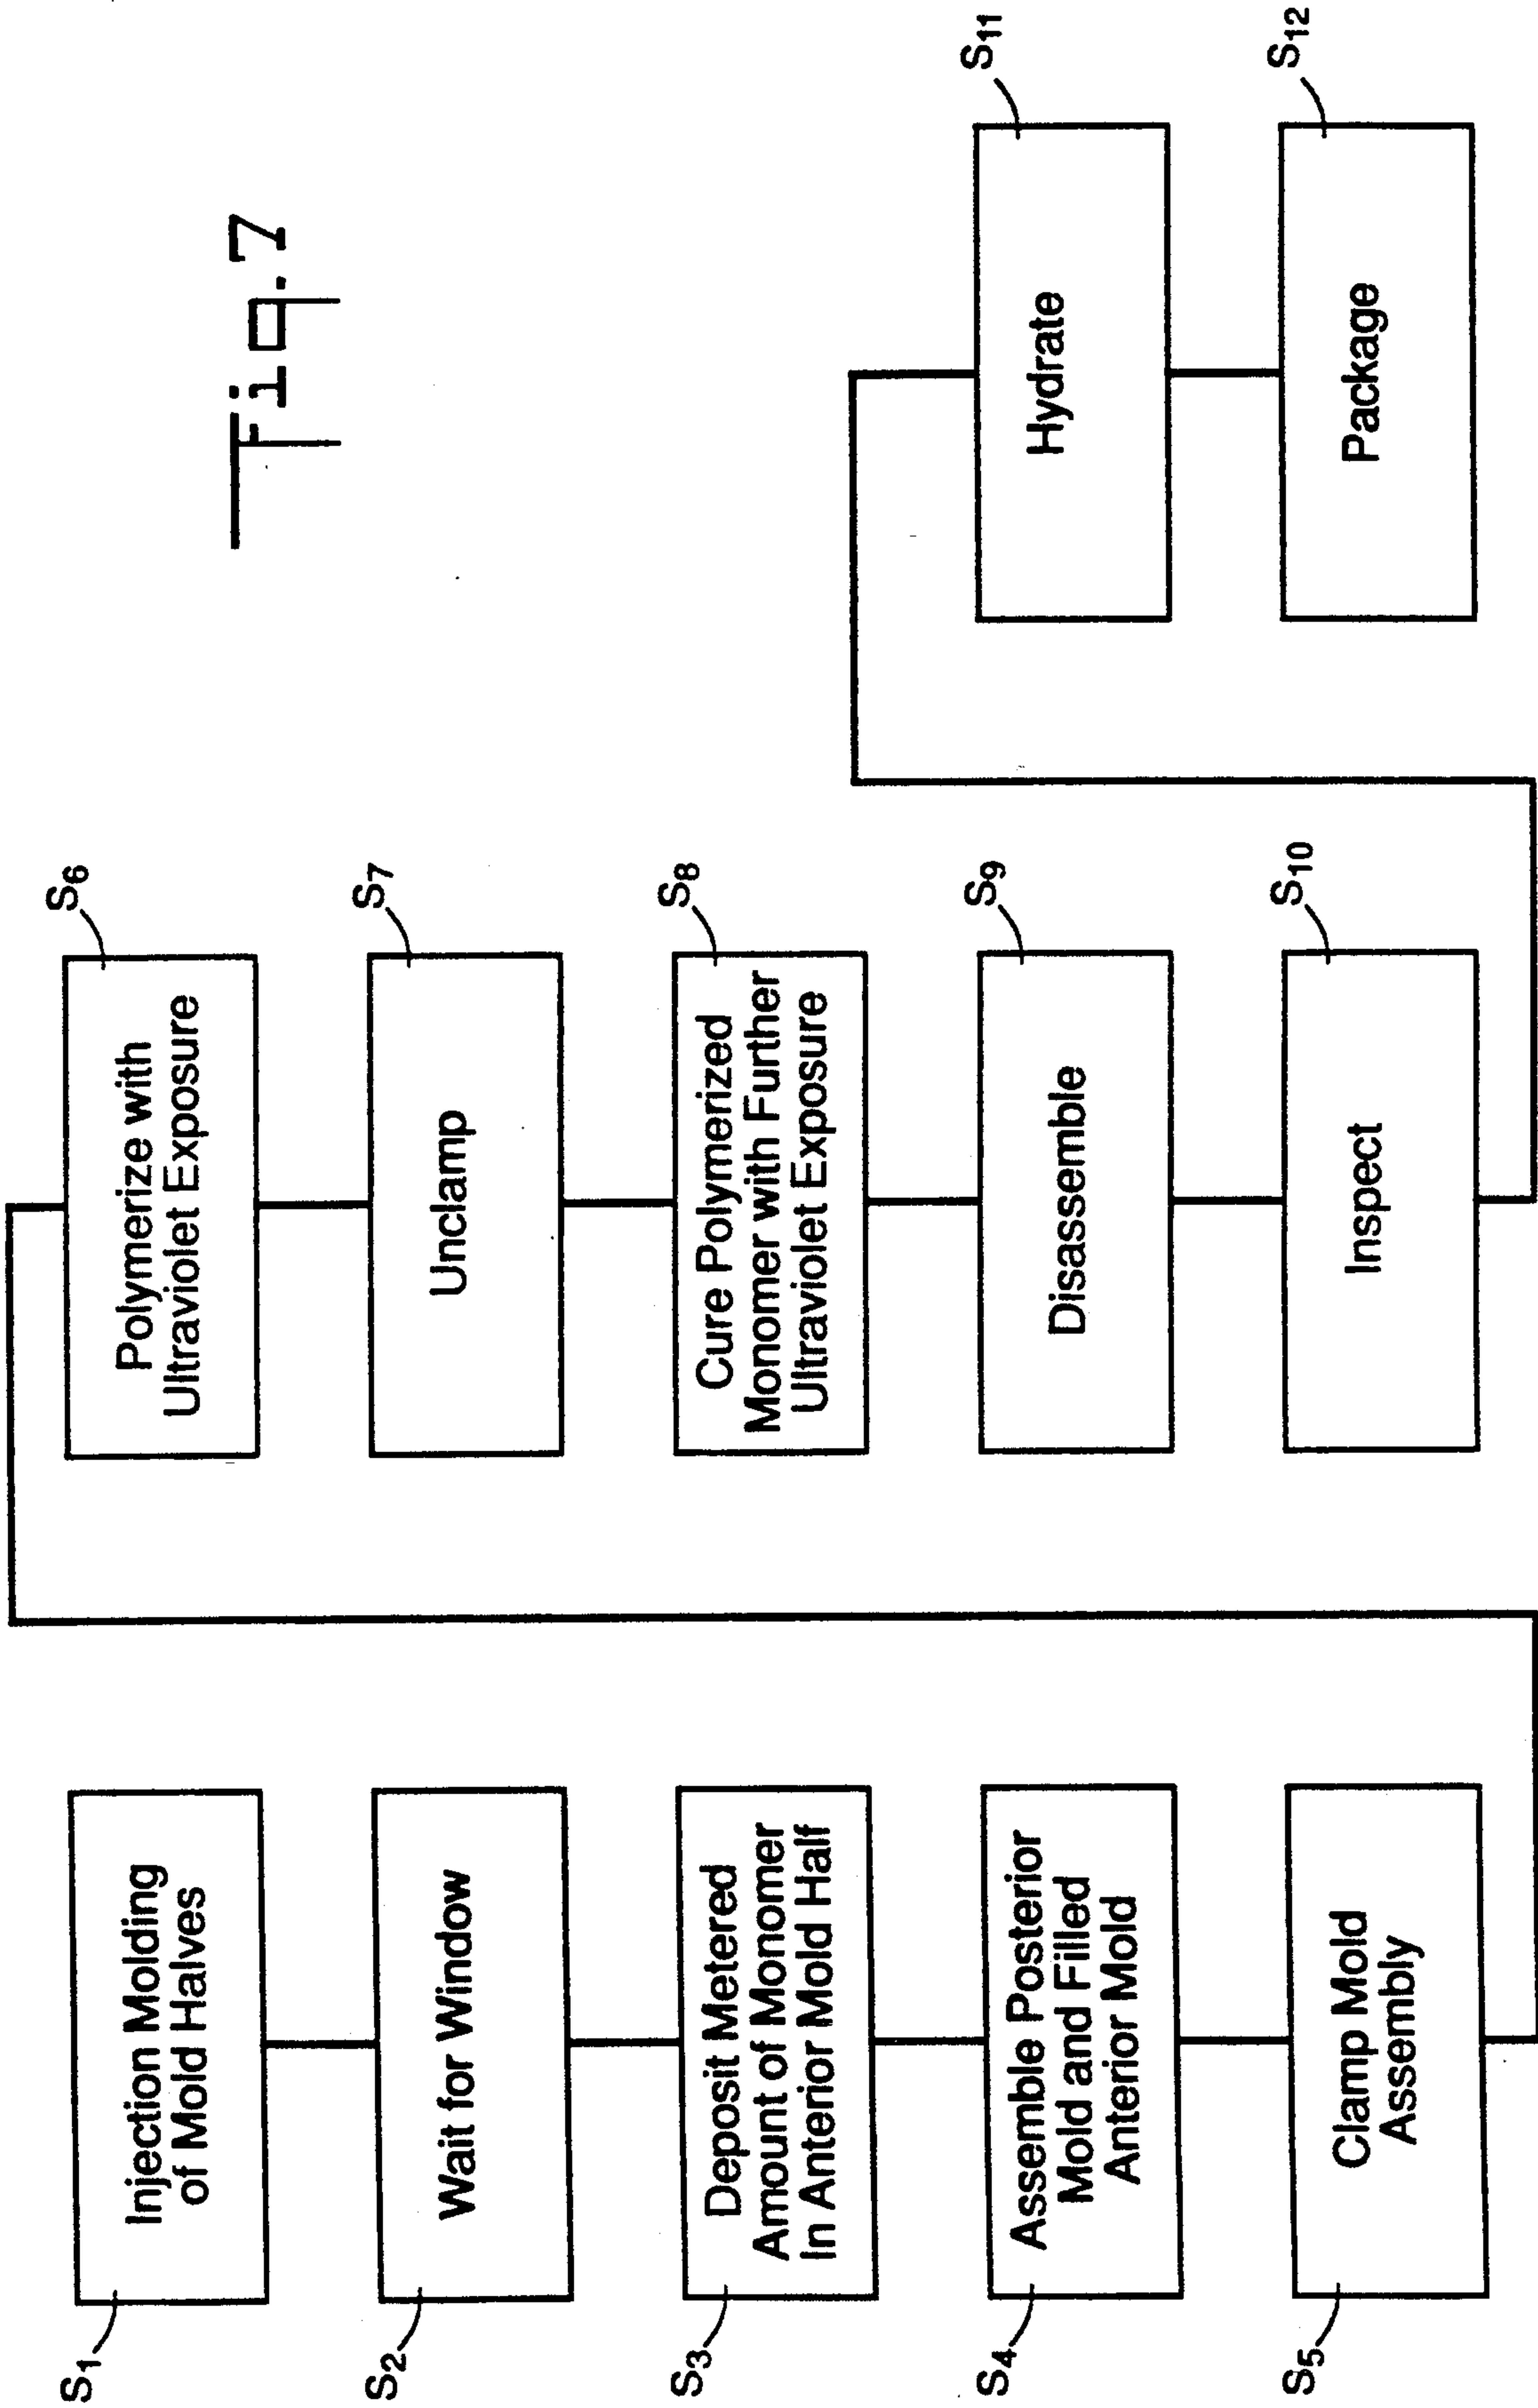 Fig. 7
S1
Injection Molding
of Mold Halves
S2
Wait for Window
S3
Deposit Metered
Amount of Monomer
In Anterior Mold Half
S4
Assemble Posterior
Mold and Filled
Anterior Mold
S5
Clamp Mold
Assembly
S6
Polymerize with
Ultraviolet Exposure
S7
Unclamp
S8
Cure Polymerized
Monomer with Further
Ultraviolet Exposure
S9
Disassemble
S10
Inspect
S11
Hydrate
S12
Package